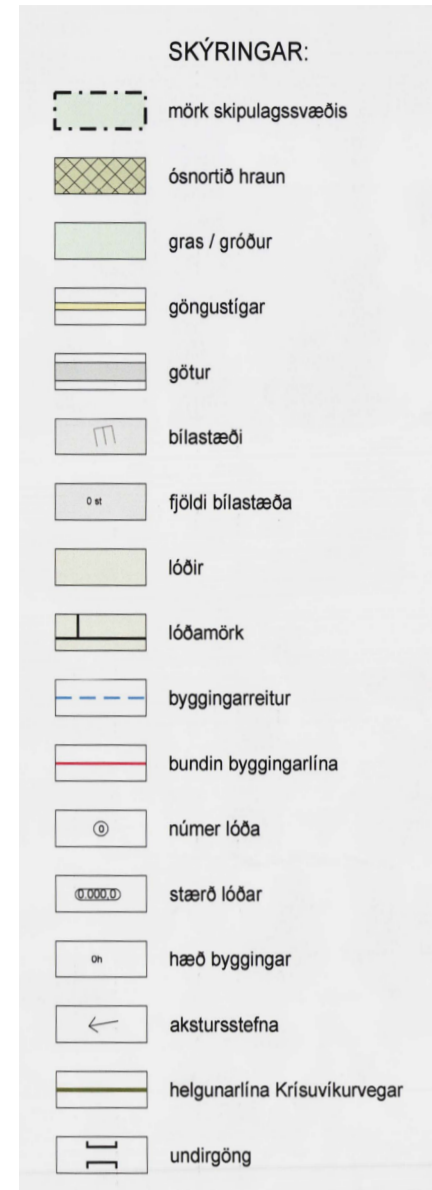 SKÝRINGAR:
mörk skipulagssvæðis
ósnortið hraun
gras / gróður
göngustígar
götur
bílastæði
0 st fjöldi bílastæða
lóðir
lóðamörk
byggingarreitur
bundin byggingarlína
0 númer lóða
0.000,0 stærð lóðar
0h hæð byggingar
akstursstefna
helgunarlína Krísuvíkurvegar
undirgöng